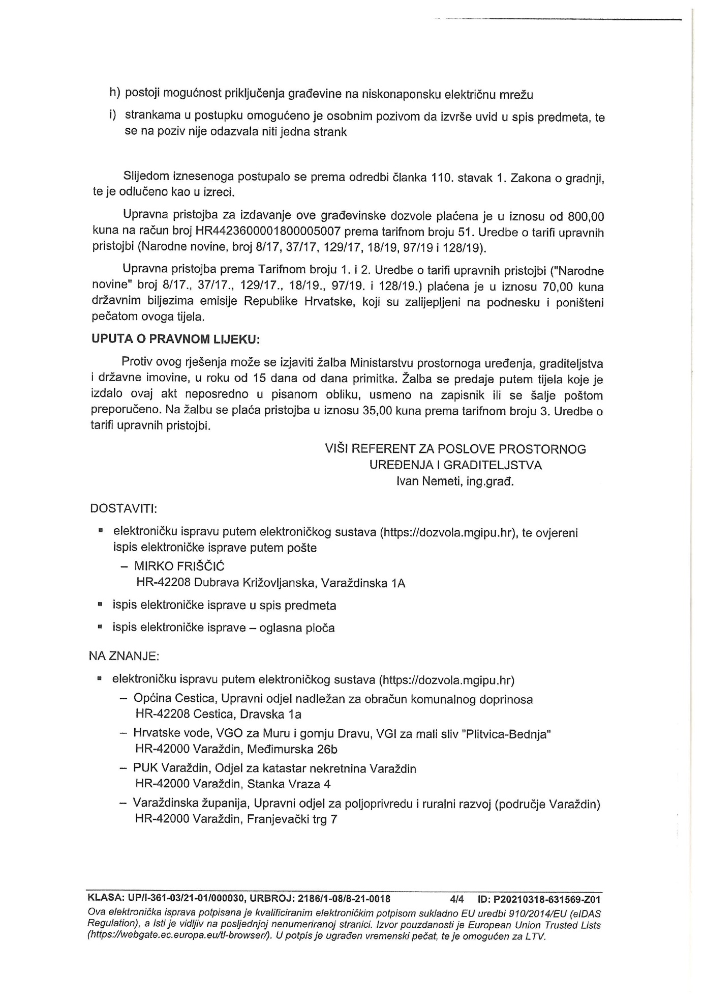 h) postoji mogućnost priključenja građevine na niskonaponsku električnu mrežu
i) strankama u postupku omogućeno je osobnim pozivom da izvrše uvid u spis predmeta, te
se na poziv nije odazvala niti jedna strank
Slijedom iznesenoga postupalo se prema odredbi članka 110. stavak 1. Zakona o gradnji,
te je odlučeno kao u izreci.
Upravna pristojba za izdavanje ove građevinske dozvole plaćena je u iznosu od 800,00
kuna na račun broj HR4423600001800005007 prema tarifnom broju 51. Uredbe o tarifi upravnih
pristojbi (Narodne novine, broj 8/17, 37/17, 129/17, 18/19, 97/19 i 128/19).
Upravna pristojba prema Tarifnom broju 1. i 2. Uredbe o tarifi upravnih pristojbi ("Narodne
novine" broj 8/17., 37/17., 129/17., 18/19., 97/19. i 128/19.) plaćena je u iznosu 70,00 kuna
državnim biljezima emisije Republike Hrvatske, koji su zalijepljeni na podnesku i poništeni
pečatom ovoga tijela.
UPUTA O PRAVNOM LIJEKU:
Protiv ovog rješenja može se izjaviti žalba Ministarstvu prostornoga uređenja, graditeljstva
i državne imovine, u roku od 15 dana od dana primitka. Žalba se predaje putem tijela koje je
izdalo ovaj akt neposredno u pisanom obliku, usmeno na zapisnik ili se šalje poštom
preporučeno. Na žalbu se plaća pristojba u iznosu 35,00 kuna prema tarifnom broju 3. Uredbe o
tarifi upravnih pristojbi.
VIŠI REFERENT ZA POSLOVE PROSTORNOG
UREĐENJA I GRADITELJSTVA
Ivan Nemeti, ing.građ.
DOSTAVITI:
▪ elektroničku ispravu putem elektroničkog sustava (https://dozvola.mgipu.hr), te ovjereni
ispis elektroničke isprave putem pošte
– MIRKO FRIŠČIĆ
HR-42208 Dubrava Križovljanska, Varaždinska 1A
▪ ispis elektroničke isprave u spis predmeta
▪ ispis elektroničke isprave – oglasna ploča
NA ZNANJE:
▪ elektroničku ispravu putem elektroničkog sustava (https://dozvola.mgipu.hr)
– Općina Cestica, Upravni odjel nadležan za obračun komunalnog doprinosa
HR-42208 Cestica, Dravska 1a
– Hrvatske vode, VGO za Muru i gornju Dravu, VGI za mali sliv "Plitvica-Bednja"
HR-42000 Varaždin, Međimurska 26b
– PUK Varaždin, Odjel za katastar nekretnina Varaždin
HR-42000 Varaždin, Stanka Vraza 4
– Varaždinska županija, Upravni odjel za poljoprivredu i ruralni razvoj (područje Varaždin)
HR-42000 Varaždin, Franjevački trg 7
KLASA: UP/I-361-03/21-01/000030, URBROJ: 2186/1-08/8-21-0018 4/4 ID: P20210318-631569-Z01
Ova elektronička isprava potpisana je kvalificiranim elektroničkim potpisom sukladno EU uredbi 910/2014/EU (eIDAS
Regulation), a isti je vidljiv na posljednjoj nenumeriranoj stranici. Izvor pouzdanosti je European Union Trusted Lists
(https://webgate.ec.europa.eu/tl-browser/). U potpis je ugrađen vremenski pečat, te je omogućen za LTV.